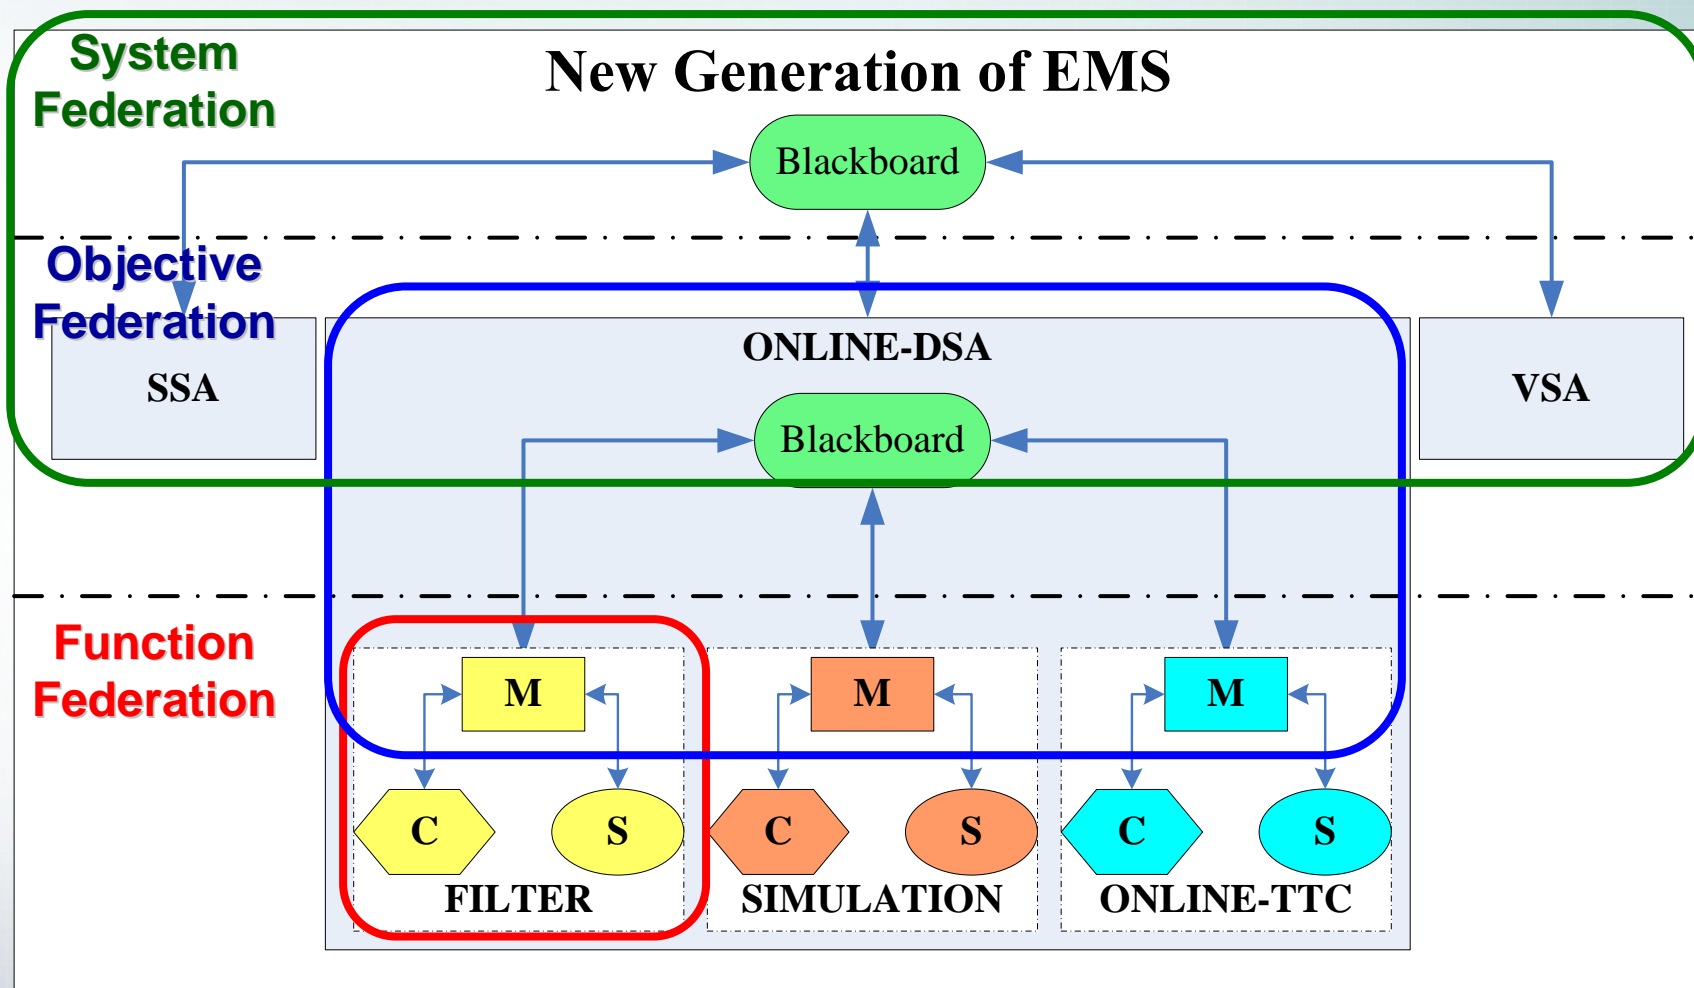 System
Federation
New Generation of EMS
Blackboard
Objective
Federation
SSA
ONLINE-DSA
VSA
Blackboard
Function
Federation
M
M
M
C
S
C
S
C
S
FILTER
SIMULATION
ONLINE-TTC